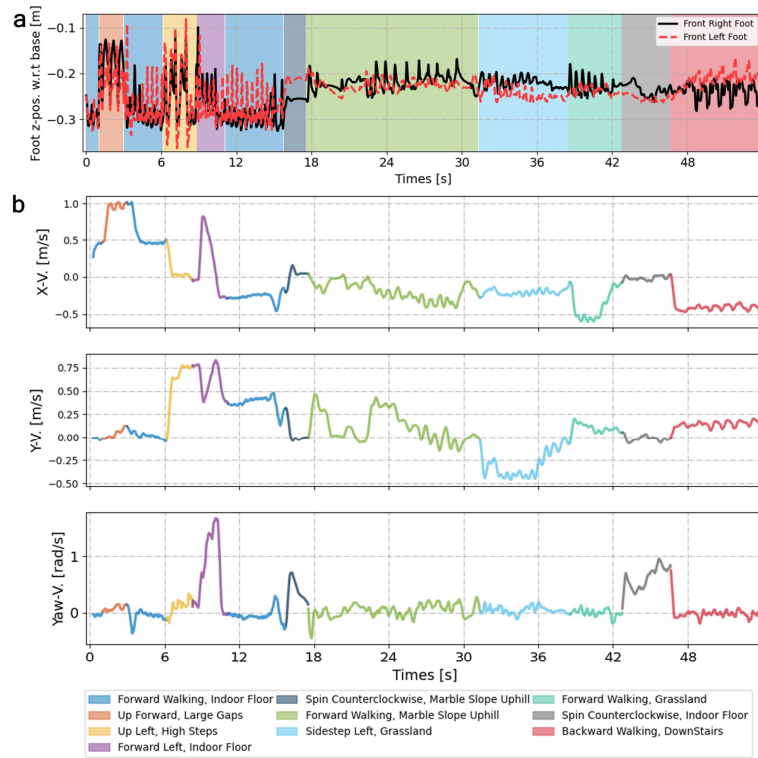 a
Foot z-pos. w.r.t base [m]
−0.1
−0.2
−0.3
Front Right Foot
Front Left Foot
0 6 12 18 24 30 36 42 48
Times [s]
b
X-V. [m/s]
1.0
0.5
0.0
−0.5
Y-V. [m/s]
0.75
0.50
0.25
0.00
−0.25
−0.50
Yaw-V. [rad/s]
1
0
0 6 12 18 24 30 36 42 48 54
Times [s]
Forward Walking, Indoor Floor Spin Counterclockwise, Marble Slope Uphill Forward Walking, Grassland
Up Forward, Large Gaps Forward Walking, Marble Slope Uphill Spin Counterclockwise, Indoor Floor
Up Left, High Steps Sidestep Left, Grassland Backward Walking, DownStairs
Forward Left, Indoor Floor